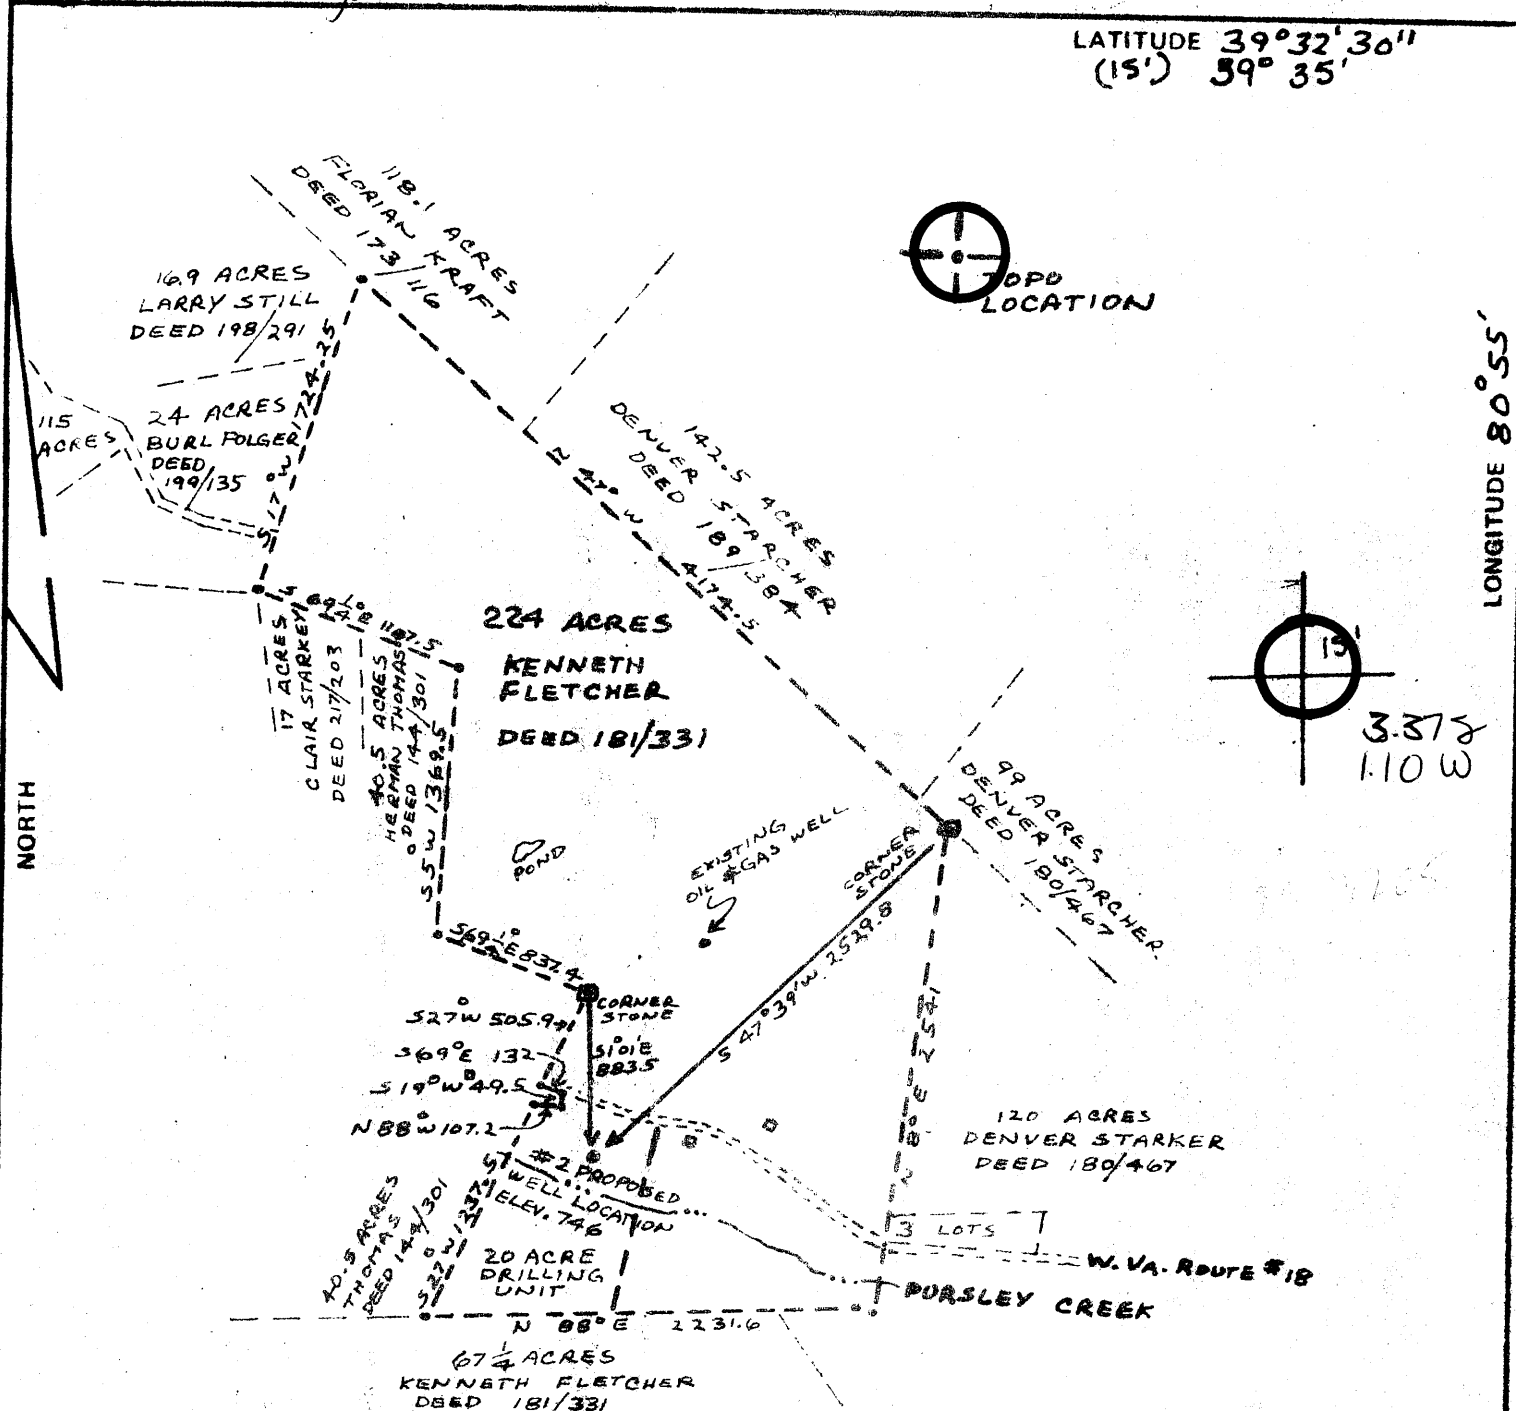 LATITUDE 39°32'30"
(15') 39° 35'
118.1 ACRES
FLORIAN KRAFT
DEED 173/116
16.9 ACRES
LARRY STILL
DEED 198/291
TOPO
LOCATION
LONGITUDE 80°55'
S 17° W 1724.25
115
ACRES
24 ACRES
BURL FOLGER
DEED
199/135
142.5 ACRES
DENVER STARCHER
DEED 189/384
N 47° W 4174.5
224 ACRES
KENNETH
FLETCHER
DEED 181/331
17 ACRES
CLAIR STARKEY
DEED 217/203
40.5 ACRES
HERMAN THOMAS
DEED 144/301
S 5 W 1369.5
15'
3.37 S
1.10 W
NORTH
POND
EXISTING
OIL & GAS WELL
CORNER
STONE
99 ACRES
DENVER STARCHER
DEED 180/467
S 47°39'W 2529.8
S 69 1/4° E 837.4
CORNER
STONE
S 27° W 505.9
S 69° E 132
S 19° W 49.5
N 88° W 107.2
S 1°01'E
883.5
N 8° E 2541
120 ACRES
DENVER STARKER
DEED 180/467
#2 PROPOSED
WELL LOCATION
ELEV. 746
3 LOTS
W. VA. ROUTE #18
PURSLEY CREEK
40.5 ACRES
THOMAS
DEED 144/301
S 27° W 1237.5
20 ACRE
DRILLING
UNIT
N 88° E 2231.6
67 1/4 ACRES
KENNETH FLETCHER
DEED 181/331